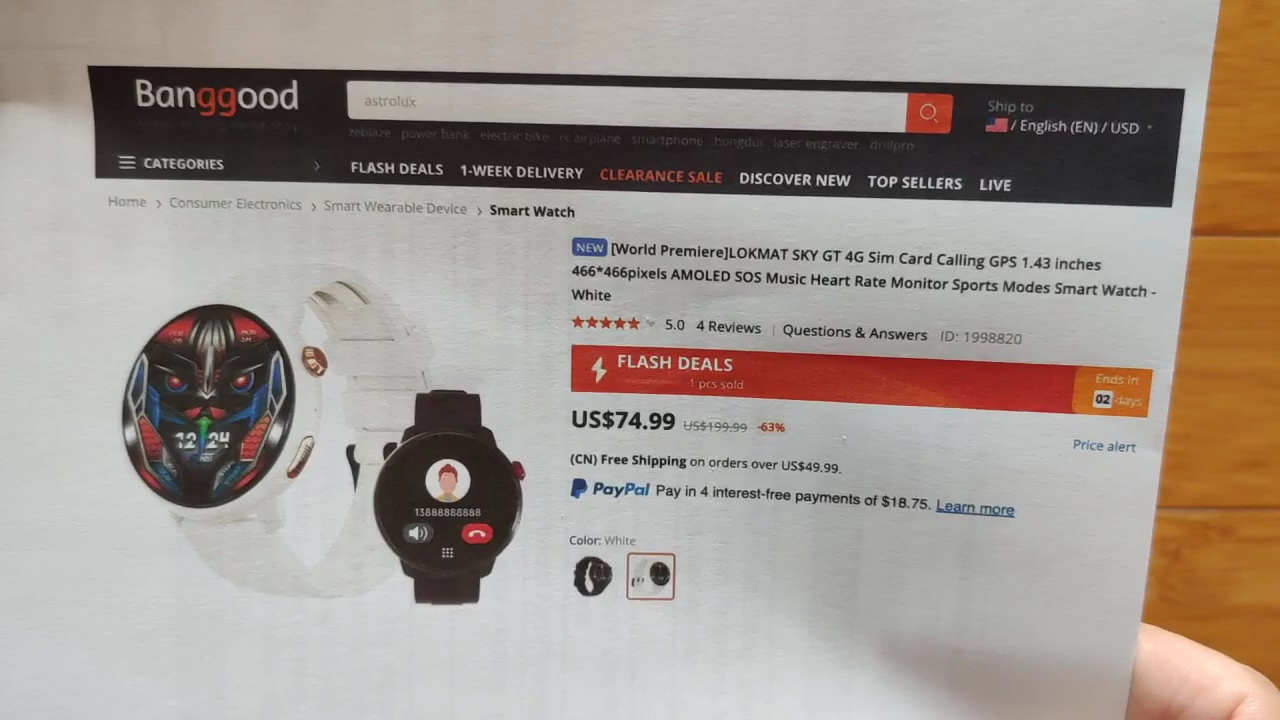 Banggood
astrolux
Ship to
/ English (EN) / USD
zeblaze power bank electric bike rc airplane smartphone hongdui laser engraver drillpro
CATEGORIES
FLASH DEALS 1-WEEK DELIVERY CLEARANCE SALE DISCOVER NEW TOP SELLERS LIVE
Home > Consumer Electronics > Smart Wearable Device > Smart Watch
NEW [World Premiere]LOKMAT SKY GT 4G Sim Card Calling GPS 1.43 inches
466*466pixels AMOLED SOS Music Heart Rate Monitor Sports Modes Smart Watch -
White
5.0 4 Reviews | Questions & Answers ID: 1998820
FLASH DEALS
1 pcs sold
Ends in
02 days
US$74.99 US$199.99 -63%
Price alert
(CN) Free Shipping on orders over US$49.99.
PayPal Pay in 4 interest-free payments of $18.75. Learn more
Color: White
12 24
13888888888